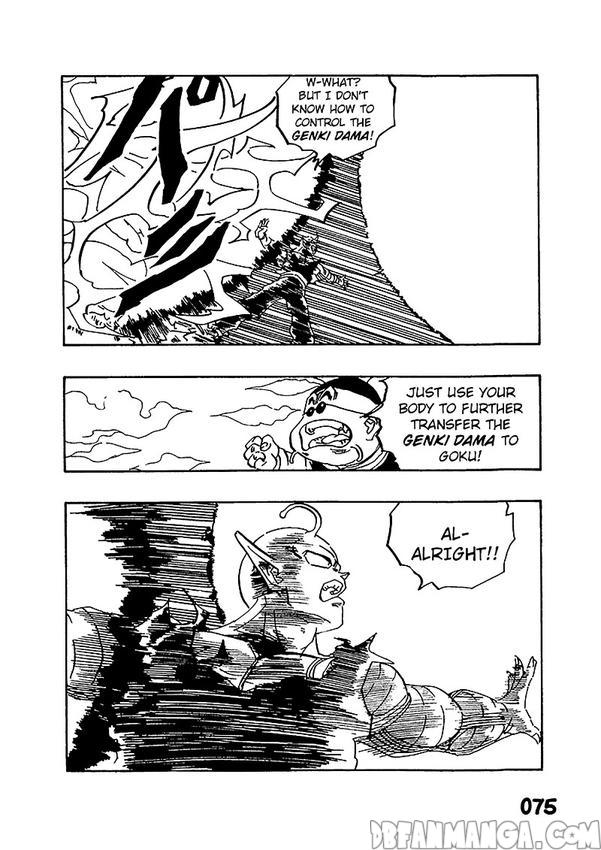 W-WHAT?
BUT I DON'T
KNOW HOW TO
CONTROL THE
GENKI DAMA!
JUST USE YOUR
BODY TO FURTHER
TRANSFER THE
GENKI DAMA TO
GOKU!
AL-
ALRIGHT!!
075
DBFANMANGA.COM